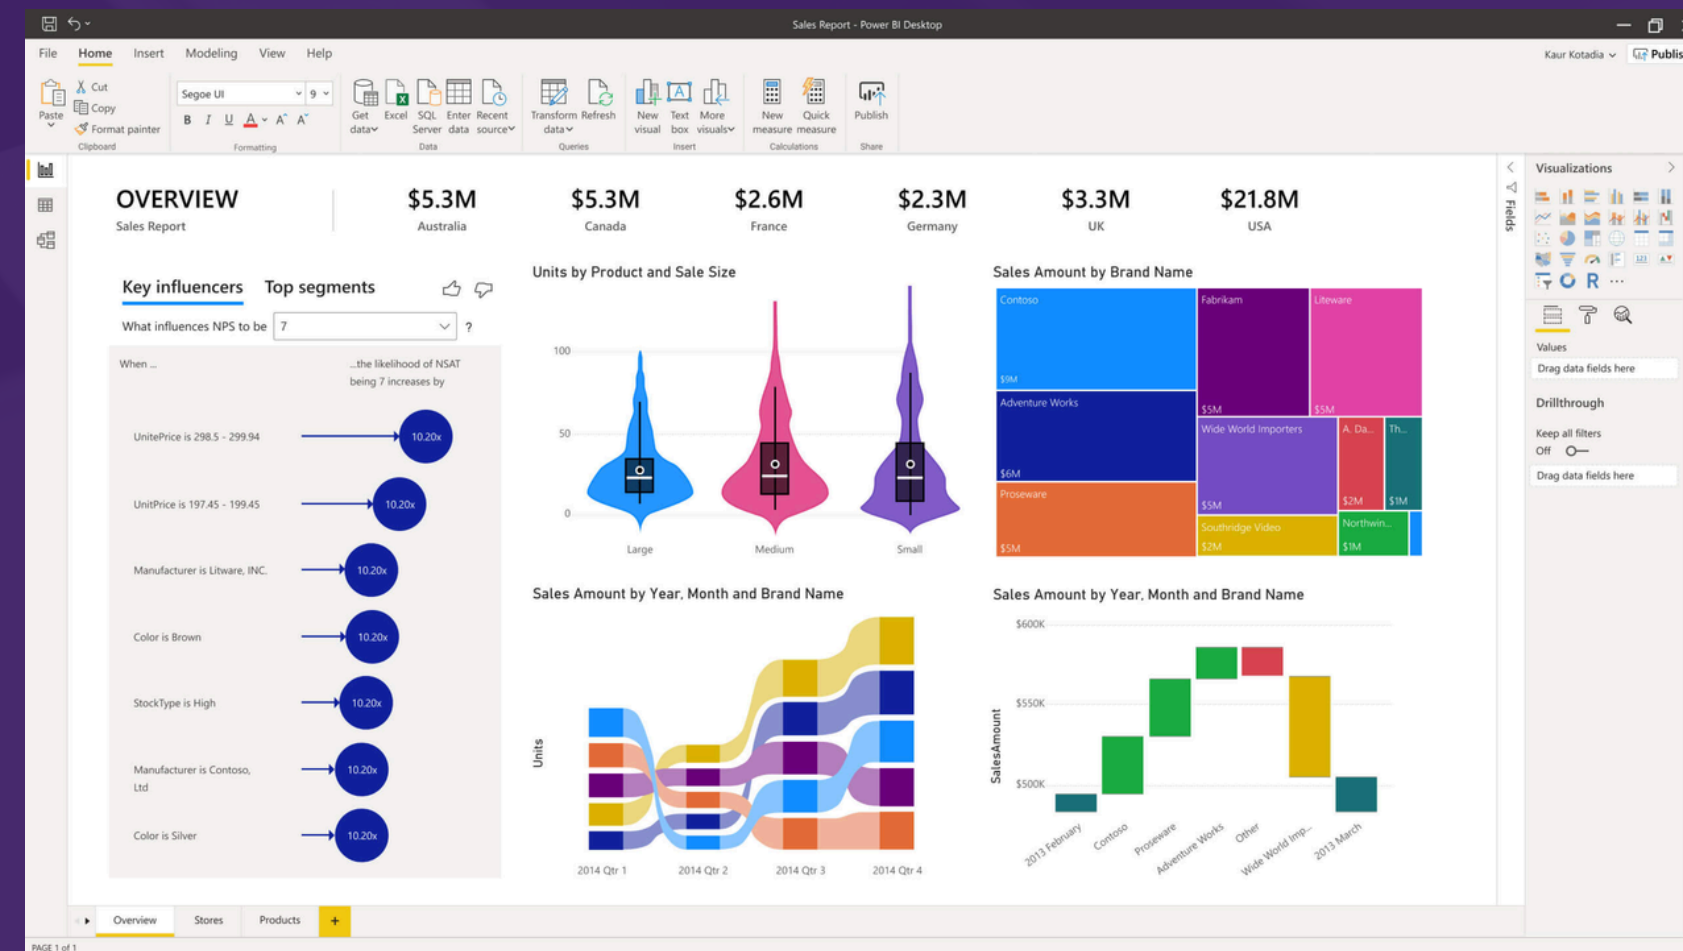 Sales Report - Power BI Desktop
File Home Insert Modeling View Help
Kaur Kotadia
Publis
Paste
Cut
Copy
Format painter
Clipboard
Segoe UI 9
B I U A A A
Formatting
Get data
Excel
SQL Server
Enter data
Recent source
Data
Transform data
Refresh
Queries
New visual
Text box
More visuals
Insert
New measure
Quick measure
Calculations
Publish
Share
OVERVIEW
Sales Report
$5.3M
Australia
$5.3M
Canada
$2.6M
France
$2.3M
Germany
$3.3M
UK
$21.8M
USA
Key influencers Top segments
What influences NPS to be 7 ?
When ...
...the likelihood of NSAT
being 7 increases by
UnitePrice is 298.5 - 299.94 10.20x
UnitPrice is 197.45 - 199.45 10.20x
Manufacturer is Litware, INC. 10.20x
Color is Brown 10.20x
StockType is High 10.20x
Manufacturer is Contoso,
Ltd
10.20x
Color is Silver 10.20x
Units by Product and Sale Size
100
50
0
Large Medium Small
Sales Amount by Brand Name
Contoso
$9M
Adventure Works
$6M
Proseware
$5M
Fabrikam
$5M
Liteware
$5M
Wide World Importers
$5M
A. Da...
$2M
Th...
$1M
Southridge Video
$2M
Northwin...
$1M
Sales Amount by Year, Month and Brand Name
Units
2014 Qtr 1 2014 Qtr 2 2014 Qtr 3 2014 Qtr 4
Sales Amount by Year, Month and Brand Name
SalesAmount
$600K
$550K
$500K
2013 February
Contoso
Proseware
Adventure Works
Other
Wide World Imp...
2013 March
Fields
Visualizations
123
R ...
Values
Drag data fields here
Drillthrough
Keep all filters
Off
Drag data fields here
Overview Stores Products +
PAGE 1 of 1